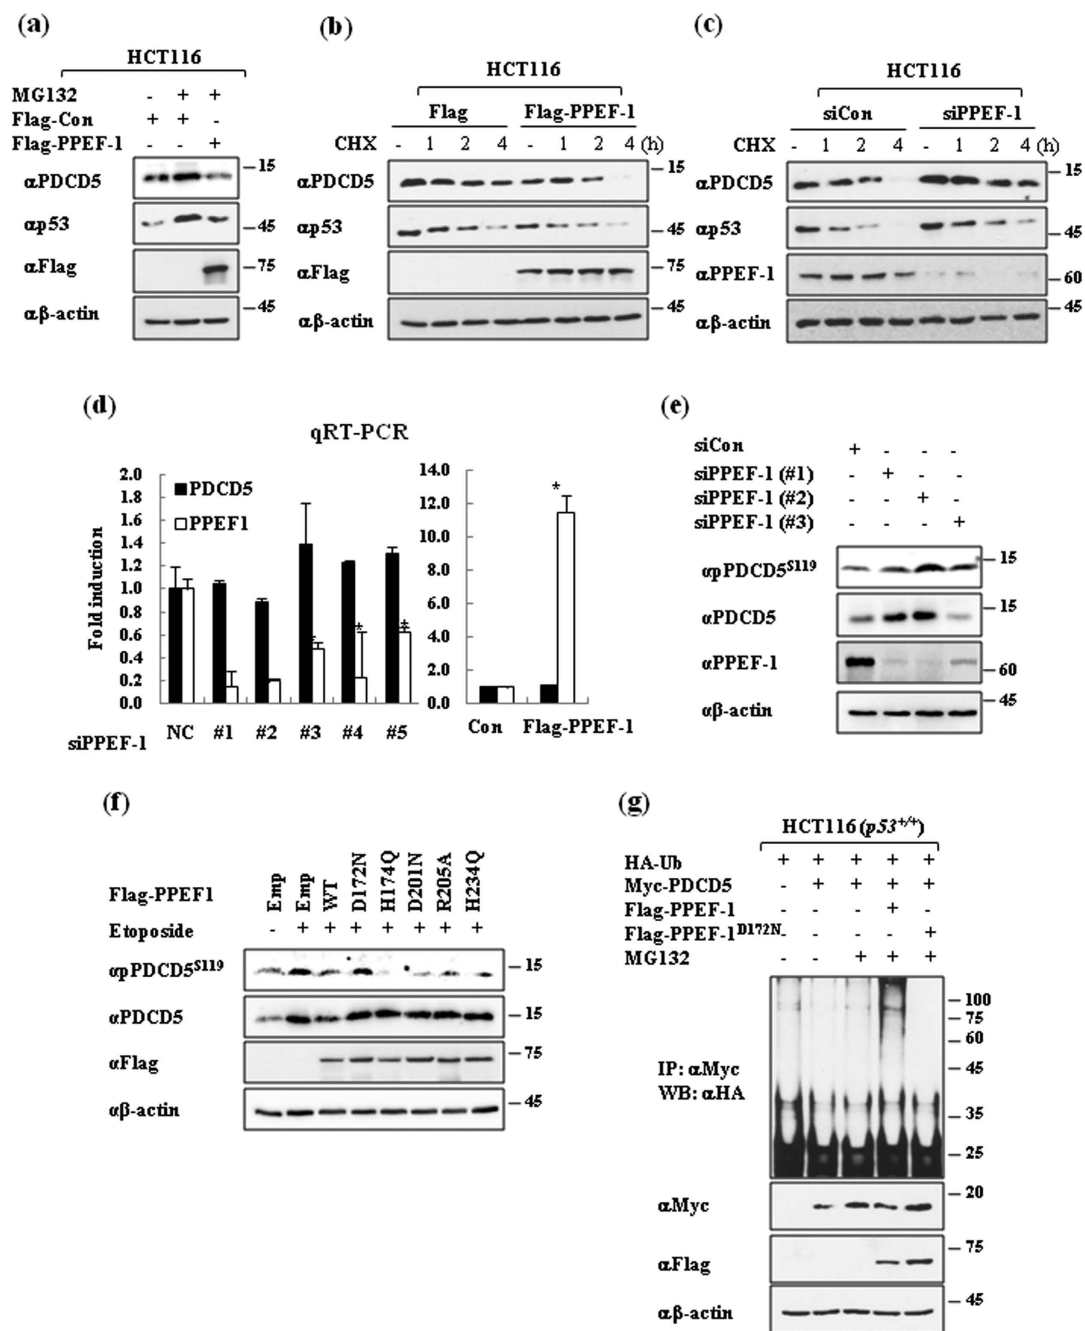 (a)
HCT116
MG132 - + +
Flag-Con + + -
Flag-PPEF-1 - - +
αPDCD5 15
αp53 45
αFlag 75
αβ-actin 45
(b)
HCT116
Flag Flag-PPEF-1
CHX - 1 2 4 - 1 2 4 (h)
αPDCD5 15
αp53 45
αFlag 75
αβ-actin 45
(c)
HCT116
siCon siPPEF-1
CHX - 1 2 4 - 1 2 4 (h)
αPDCD5 15
αp53 45
αPPEF-1 60
αβ-actin 45
(d)
qRT-PCR
Fold induction
2.0
1.8
1.6
1.4
1.2
1.0
0.8
0.6
0.4
0.2
0.0
PDCD5
PPEF1
* * *
siPPEF-1 NC #1 #2 #3 #4 #5
14.0
12.0
10.0
8.0
6.0
4.0
2.0
0.0
*
Con Flag-PPEF-1
(e)
siCon + - - -
siPPEF-1 (#1) - + - -
siPPEF-1 (#2) - - + -
siPPEF-1 (#3) - - - +
αpPDCD5S119 15
αPDCD5 15
αPPEF-1 60
αβ-actin 45
(f)
Flag-PPEF1 Emp Emp WT D172N H174Q D201N R205A H234Q
Etoposide - + + + + + + +
αpPDCD5S119 15
αPDCD5 15
αFlag 75
αβ-actin 45
(g)
HCT116 (p53+/+)
HA-Ub + + + + +
Myc-PDCD5 - + + + +
Flag-PPEF-1 - - - + -
Flag-PPEF-1D172N - - - - +
MG132 - - + + +
IP: αMyc
WB: αHA
100
75
60
45
35
25
αMyc 20
αFlag 75
αβ-actin 45